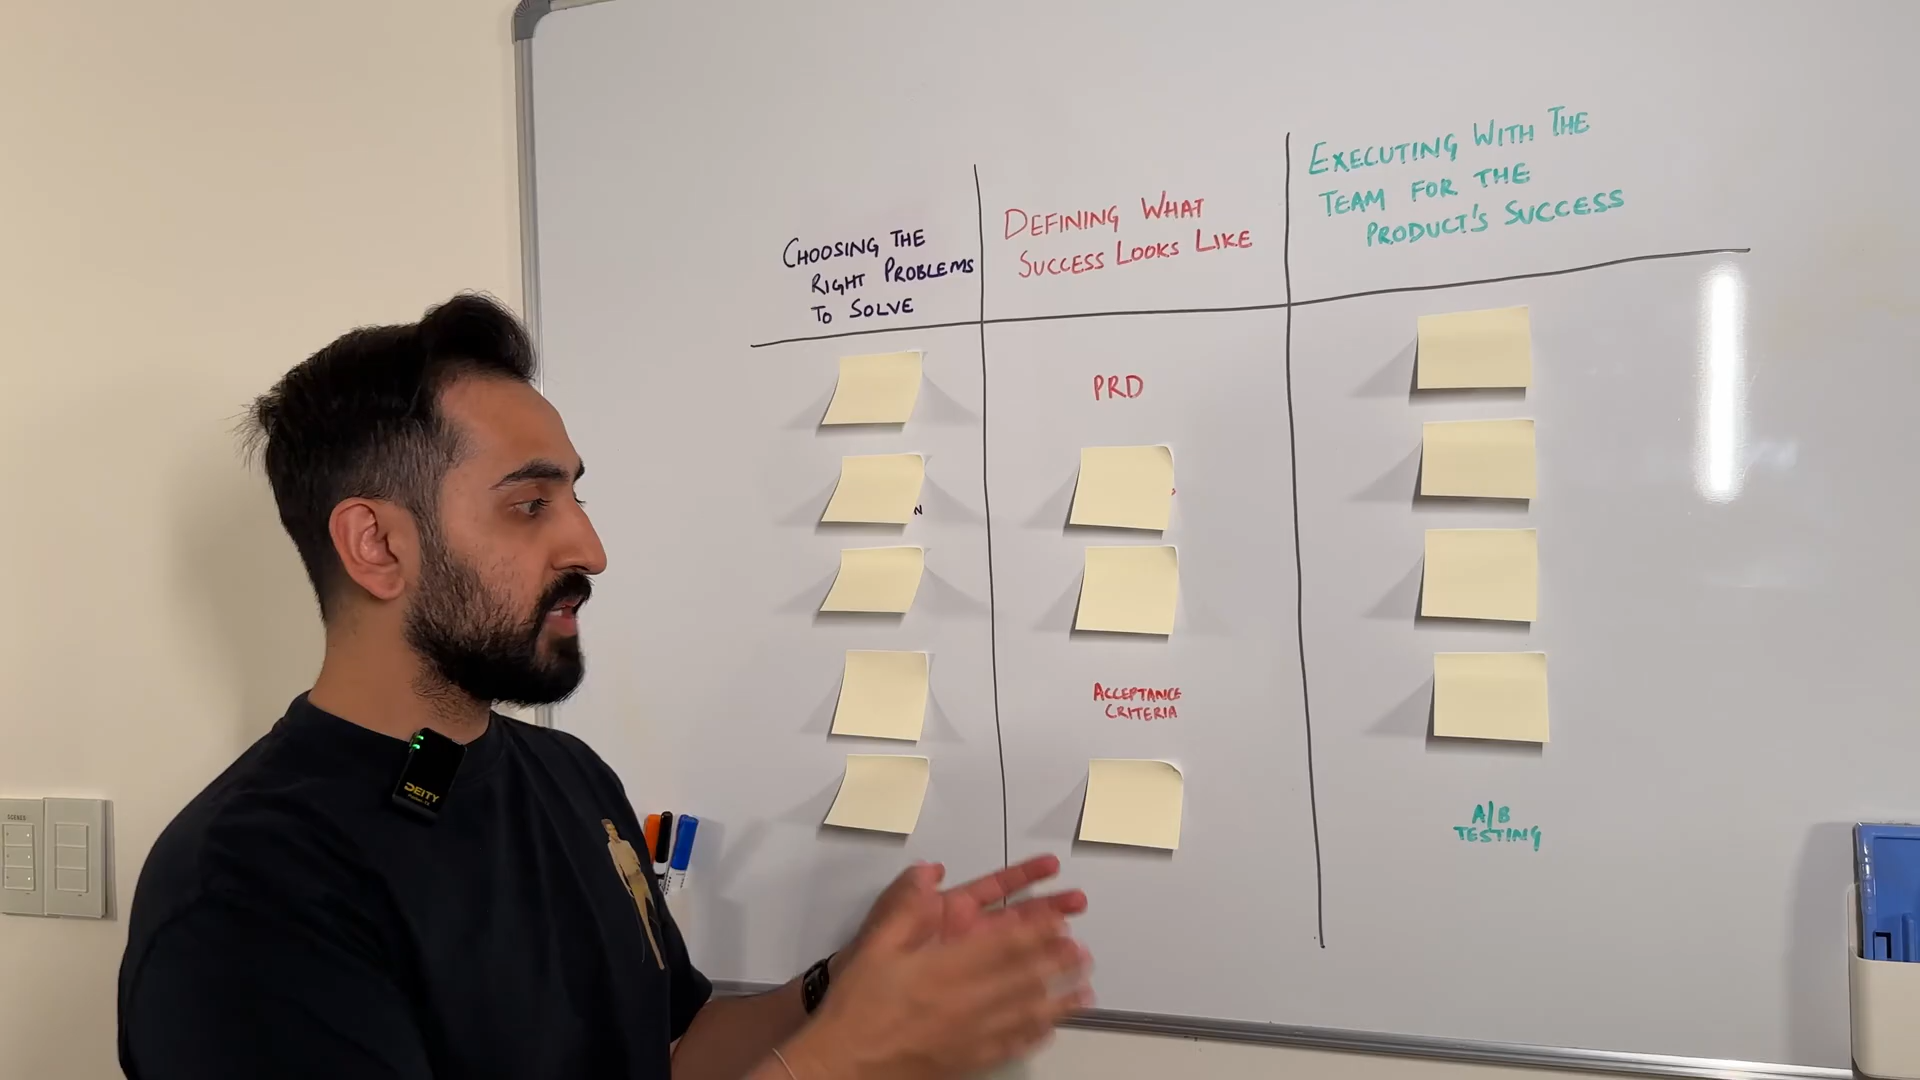 CHOOSING THE
RIGHT PROBLEMS
TO SOLVE
DEFINING WHAT
SUCCESS LOOKS LIKE
EXECUTING WITH THE
TEAM FOR THE
PRODUCT'S SUCCESS
PRD
N
ACCEPTANCE
CRITERIA
A/B
TESTING
DEITY
SCENES